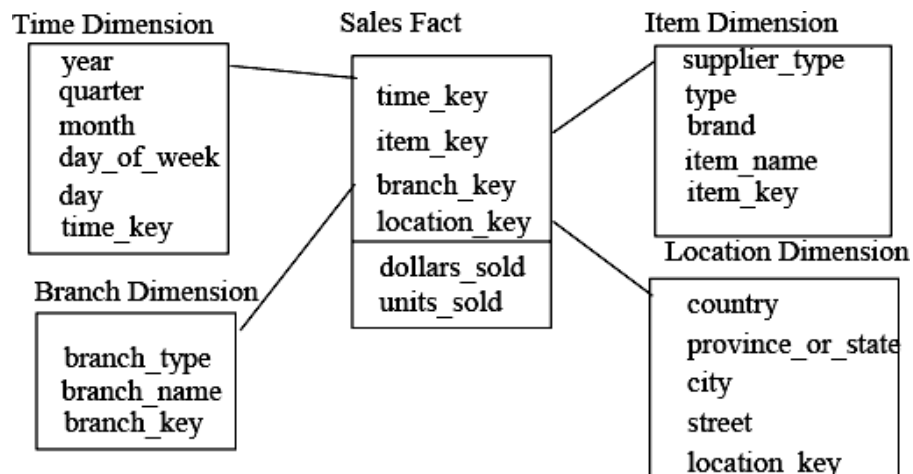 Time Dimension
year
quarter
month
day_of_week
day
time_key
Sales Fact
time_key
item_key
branch_key
location_key
dollars_sold
units_sold
Item Dimension
supplier_type
type
brand
item_name
item_key
Branch Dimension
branch_type
branch_name
branch_key
Location Dimension
country
province_or_state
city
street
location_key